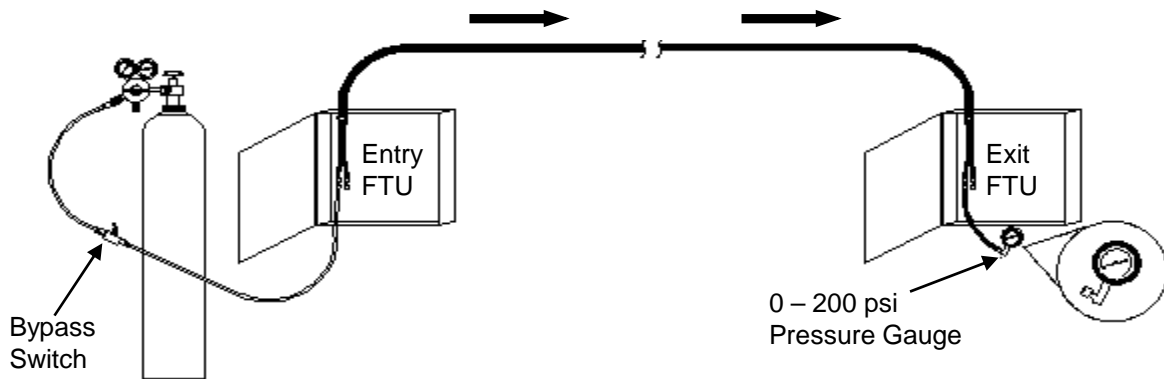 Entry
FTU
Exit
FTU
Bypass
Switch
0 – 200 psi
Pressure Gauge